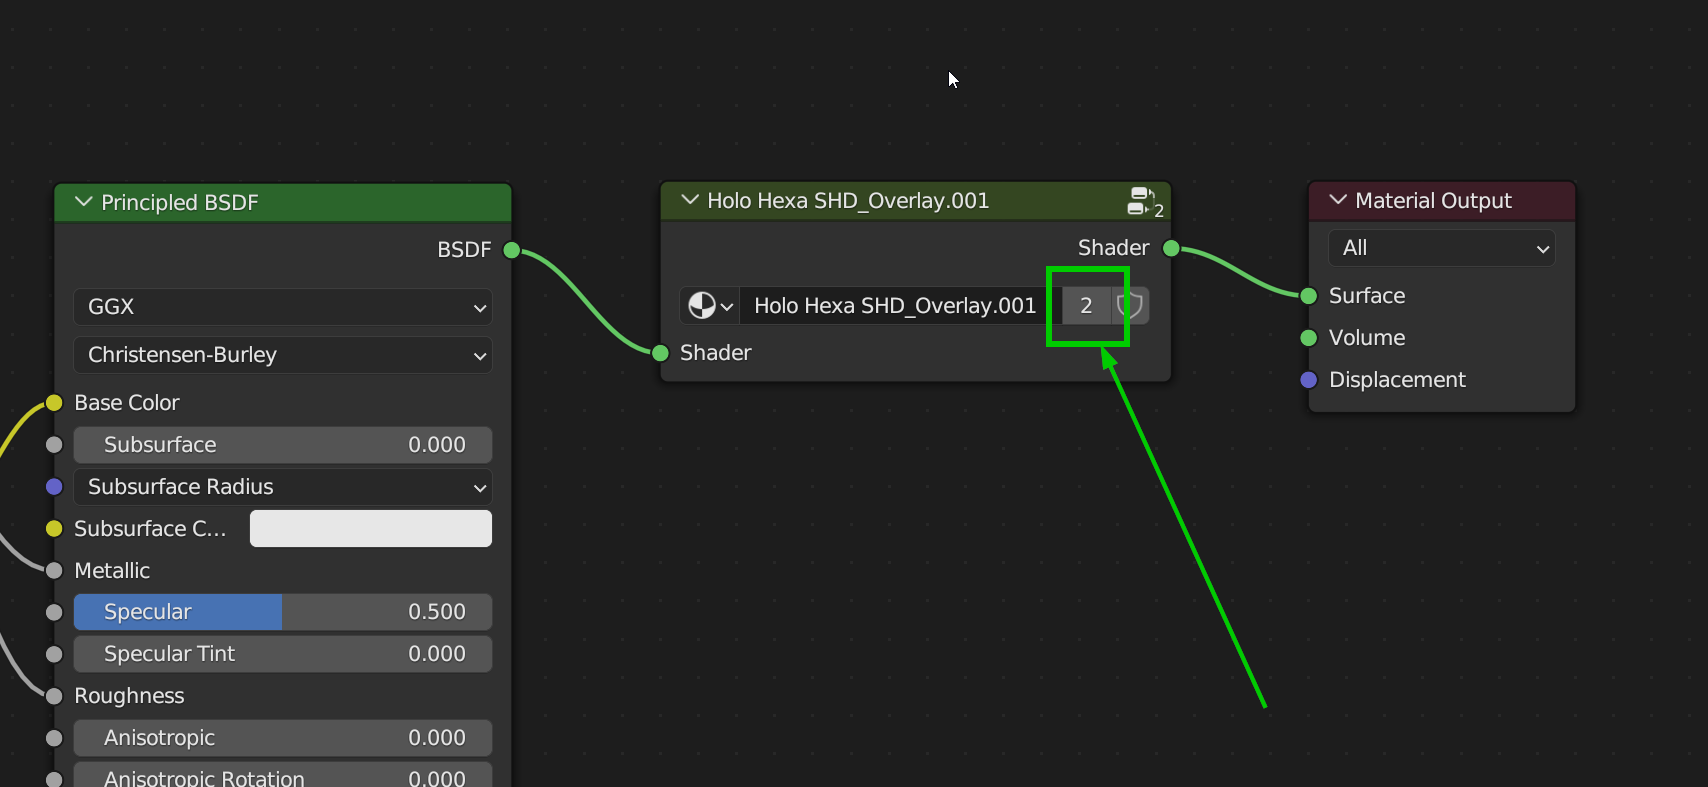 Principled BSDF
BSDF
GGX
Christensen-Burley
Base Color
Subsurface 0.000
Subsurface Radius
Subsurface C...
Metallic
Specular 0.500
Specular Tint 0.000
Roughness
Anisotropic 0.000
Anisotropic Rotation 0.000
Holo Hexa SHD_Overlay.001 2
Shader
Holo Hexa SHD_Overlay.001 2
Shader
Material Output
All
Surface
Volume
Displacement